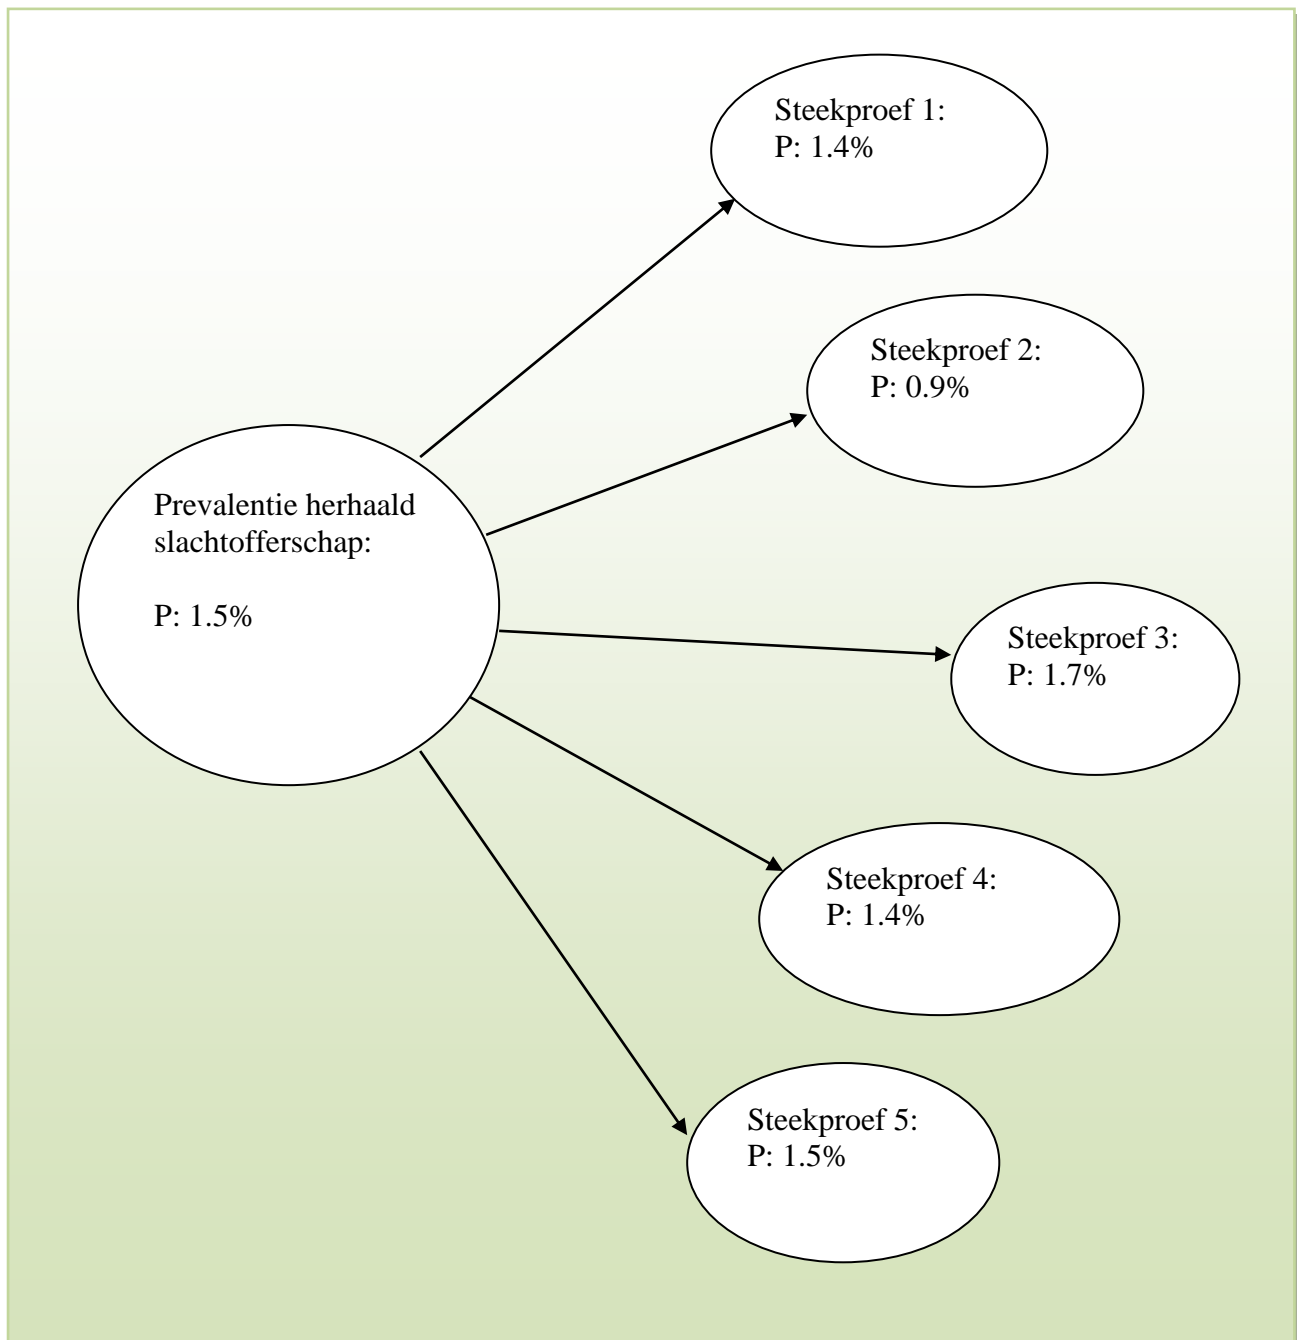 Steekproef 1:
P: 1.4%
Steekproef 2:
P: 0.9%
Prevalentie herhaald
slachtofferschap:
P: 1.5%
Steekproef 3:
P: 1.7%
Steekproef 4:
P: 1.4%
Steekproef 5:
P: 1.5%